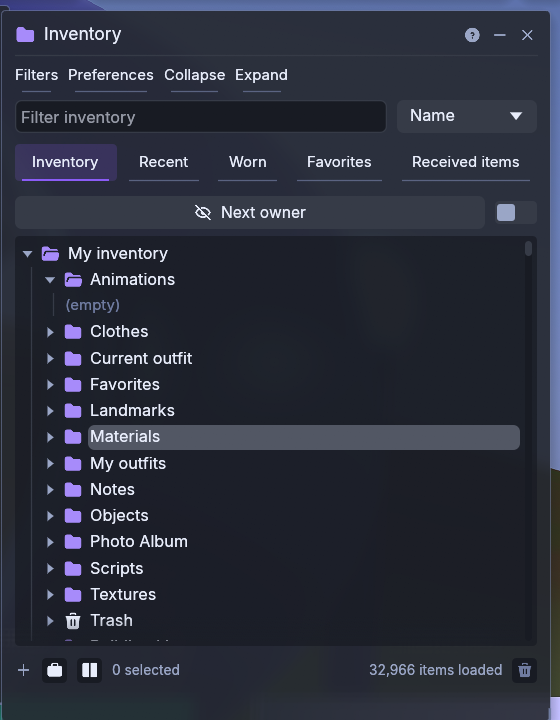 Inventory
Filters Preferences Collapse Expand
Filter inventory
Name
Inventory Recent Worn Favorites Received items
Next owner
My inventory
Animations
(empty)
Clothes
Current outfit
Favorites
Landmarks
Materials
My outfits
Notes
Objects
Photo Album
Scripts
Textures
Trash
0 selected 32,966 items loaded